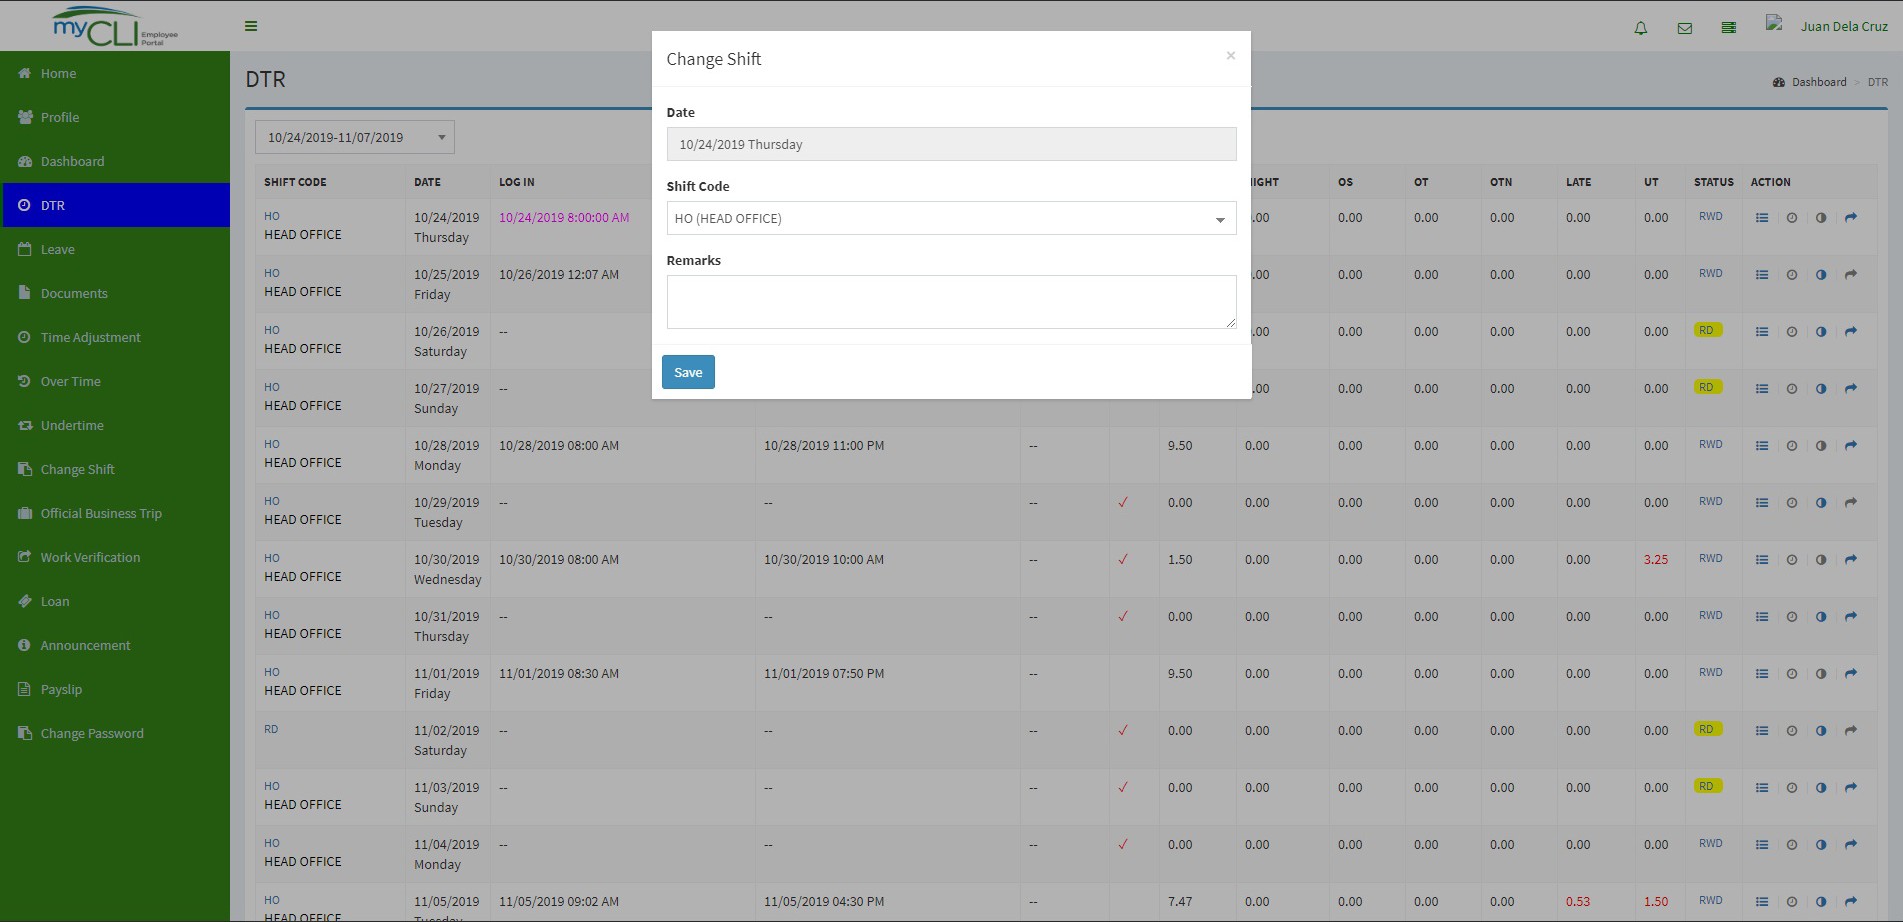 myCLI Employee Portal
Juan Dela Cruz
Home
Profile
Dashboard
DTR
Leave
Documents
Time Adjustment
Over Time
Undertime
Change Shift
Official Business Trip
Work Verification
Loan
Announcement
Payslip
Change Password
DTR
Dashboard > DTR
10/24/2019-11/07/2019
Change Shift ×
Date
10/24/2019 Thursday
Shift Code
HO (HEAD OFFICE)
Remarks
Save
SHIFT CODE DATE LOG IN OS OT OTN LATE UT STATUS ACTION
HO 10/24/2019 10/24/2019 8:00:00 AM .00 0.00 0.00 0.00 0.00 0.00 RWD
HEAD OFFICE Thursday
HO 10/25/2019 10/26/2019 12:07 AM .00 0.00 0.00 0.00 0.00 0.00 RWD
HEAD OFFICE Friday
HO 10/26/2019 -- .00 0.00 0.00 0.00 0.00 0.00 RD
HEAD OFFICE Saturday
HO 10/27/2019 -- .00 0.00 0.00 0.00 0.00 0.00 RD
HEAD OFFICE Sunday
HO 10/28/2019 10/28/2019 08:00 AM 10/28/2019 11:00 PM -- 9.50 0.00 0.00 0.00 0.00 0.00 0.00 RWD
HEAD OFFICE Monday
HO 10/29/2019 -- -- -- ✓ 0.00 0.00 0.00 0.00 0.00 0.00 0.00 RWD
HEAD OFFICE Tuesday
HO 10/30/2019 10/30/2019 08:00 AM 10/30/2019 10:00 AM -- ✓ 1.50 0.00 0.00 0.00 0.00 0.00 3.25 RWD
HEAD OFFICE Wednesday
HO 10/31/2019 -- -- -- ✓ 0.00 0.00 0.00 0.00 0.00 0.00 0.00 RWD
HEAD OFFICE Thursday
HO 11/01/2019 11/01/2019 08:30 AM 11/01/2019 07:50 PM -- 9.50 0.00 0.00 0.00 0.00 0.00 0.00 RWD
HEAD OFFICE Friday
RD 11/02/2019 -- -- -- ✓ 0.00 0.00 0.00 0.00 0.00 0.00 0.00 RD
Saturday
HO 11/03/2019 -- -- -- ✓ 0.00 0.00 0.00 0.00 0.00 0.00 0.00 RD
HEAD OFFICE Sunday
HO 11/04/2019 -- -- -- ✓ 0.00 0.00 0.00 0.00 0.00 0.00 0.00 RWD
HEAD OFFICE Monday
HO 11/05/2019 11/05/2019 09:02 AM 11/05/2019 04:30 PM -- 7.47 0.00 0.00 0.00 0.00 0.53 1.50 RWD
HEAD OFFICE Tuesday